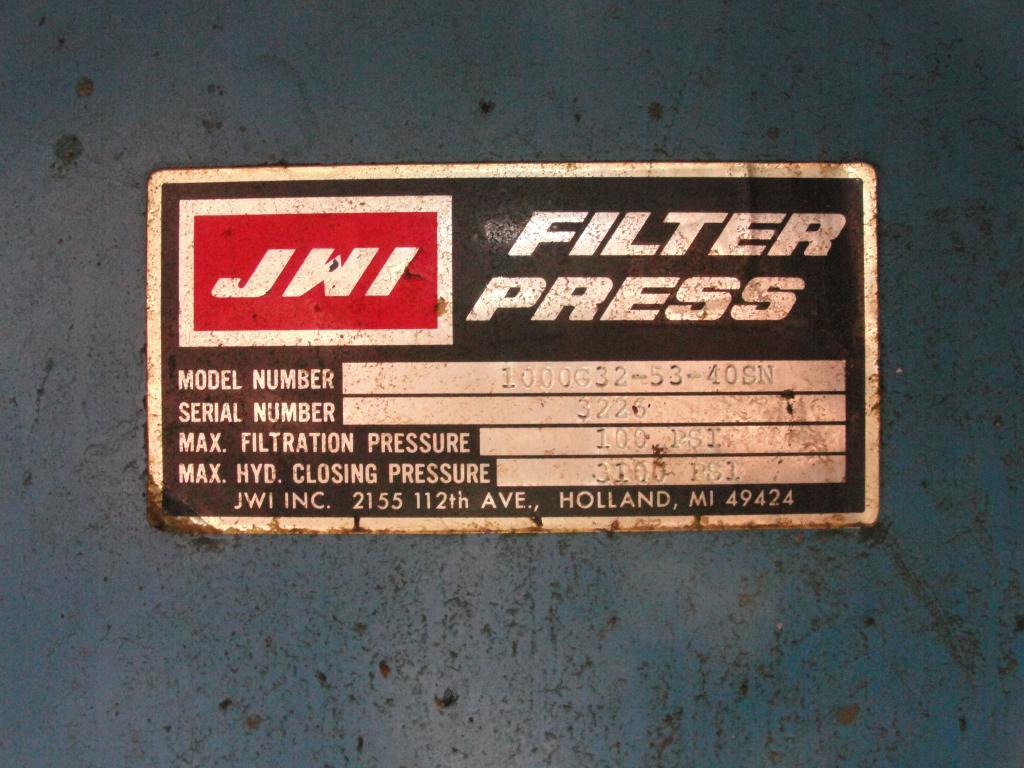 JWI
FILTER
PRESS
MODEL NUMBER 1000G32-53-40SN
SERIAL NUMBER 3226
MAX. FILTRATION PRESSURE 100 PSI
MAX. HYD. CLOSING PRESSURE 3100 PSI
JWI INC. 2155 112th AVE., HOLLAND, MI 49424